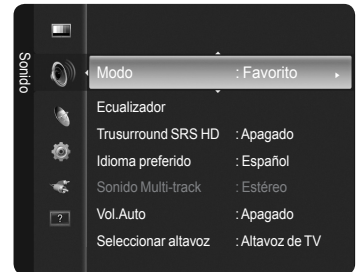 Sonido
Modo : Favorito
Ecualizador
Trusurround SRS HD : Apagado
Idioma preferido : Español
Sonido Multi-track : Estéreo
Vol.Auto : Apagado
Seleccionar altavoz : Altavoz de TV
?